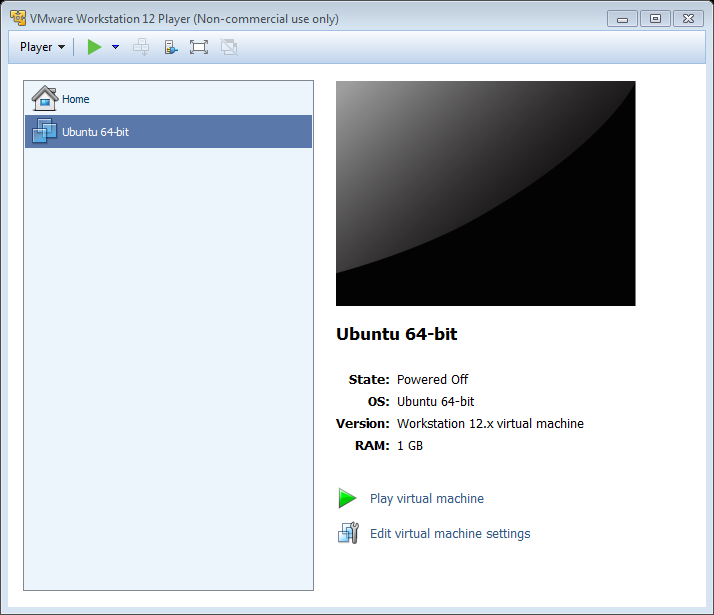 VMware Workstation 12 Player (Non-commercial use only)
Player
Home
Ubuntu 64-bit
Ubuntu 64-bit
State: Powered Off
OS: Ubuntu 64-bit
Version: Workstation 12.x virtual machine
RAM: 1 GB
Play virtual machine
Edit virtual machine settings